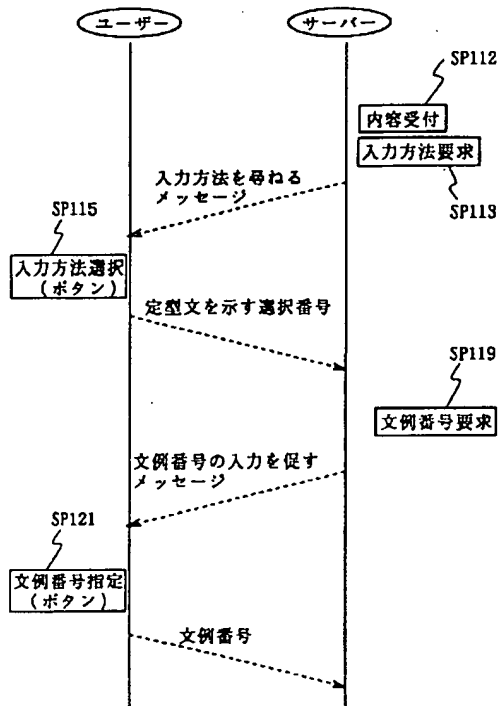 ユーザー
サーバー
SP112
内容受付
入力方法要求
SP113
入力方法を尋ねる
メッセージ
SP115
入力方法選択
(ボタン)
定型文を示す選択番号
SP119
文例番号要求
文例番号の入力を促す
メッセージ
SP121
文例番号指定
(ボタン)
文例番号